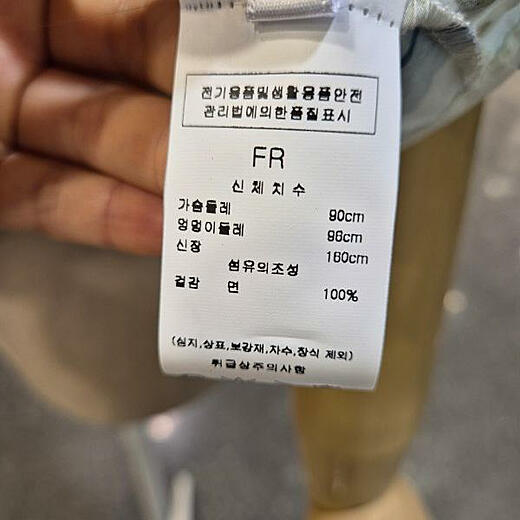 전기용품및생활용품안전
관리법에의한품질표시
FR
신체치수
가슴둘레 90cm
엉덩이둘레 96cm
신장 160cm
섬유의조성
겉감 면 100%
(심지,상표,보강재,자수,장식 제외)
취급상주의사항